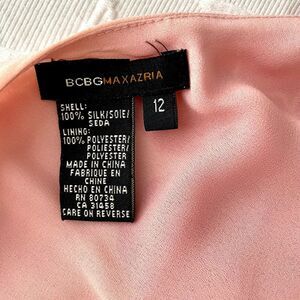 BCBGMAXAZRIA
12
SHELL:
100% SILK/SOIE/
SEDA
LINING:
100% POLYESTER/
POLIESTER/
POLYESTER
MADE IN CHINA
FABRIQUE EN
CHINE
HECHO EN CHINA
RN 80734
CA 31458
CARE ON REVERSE